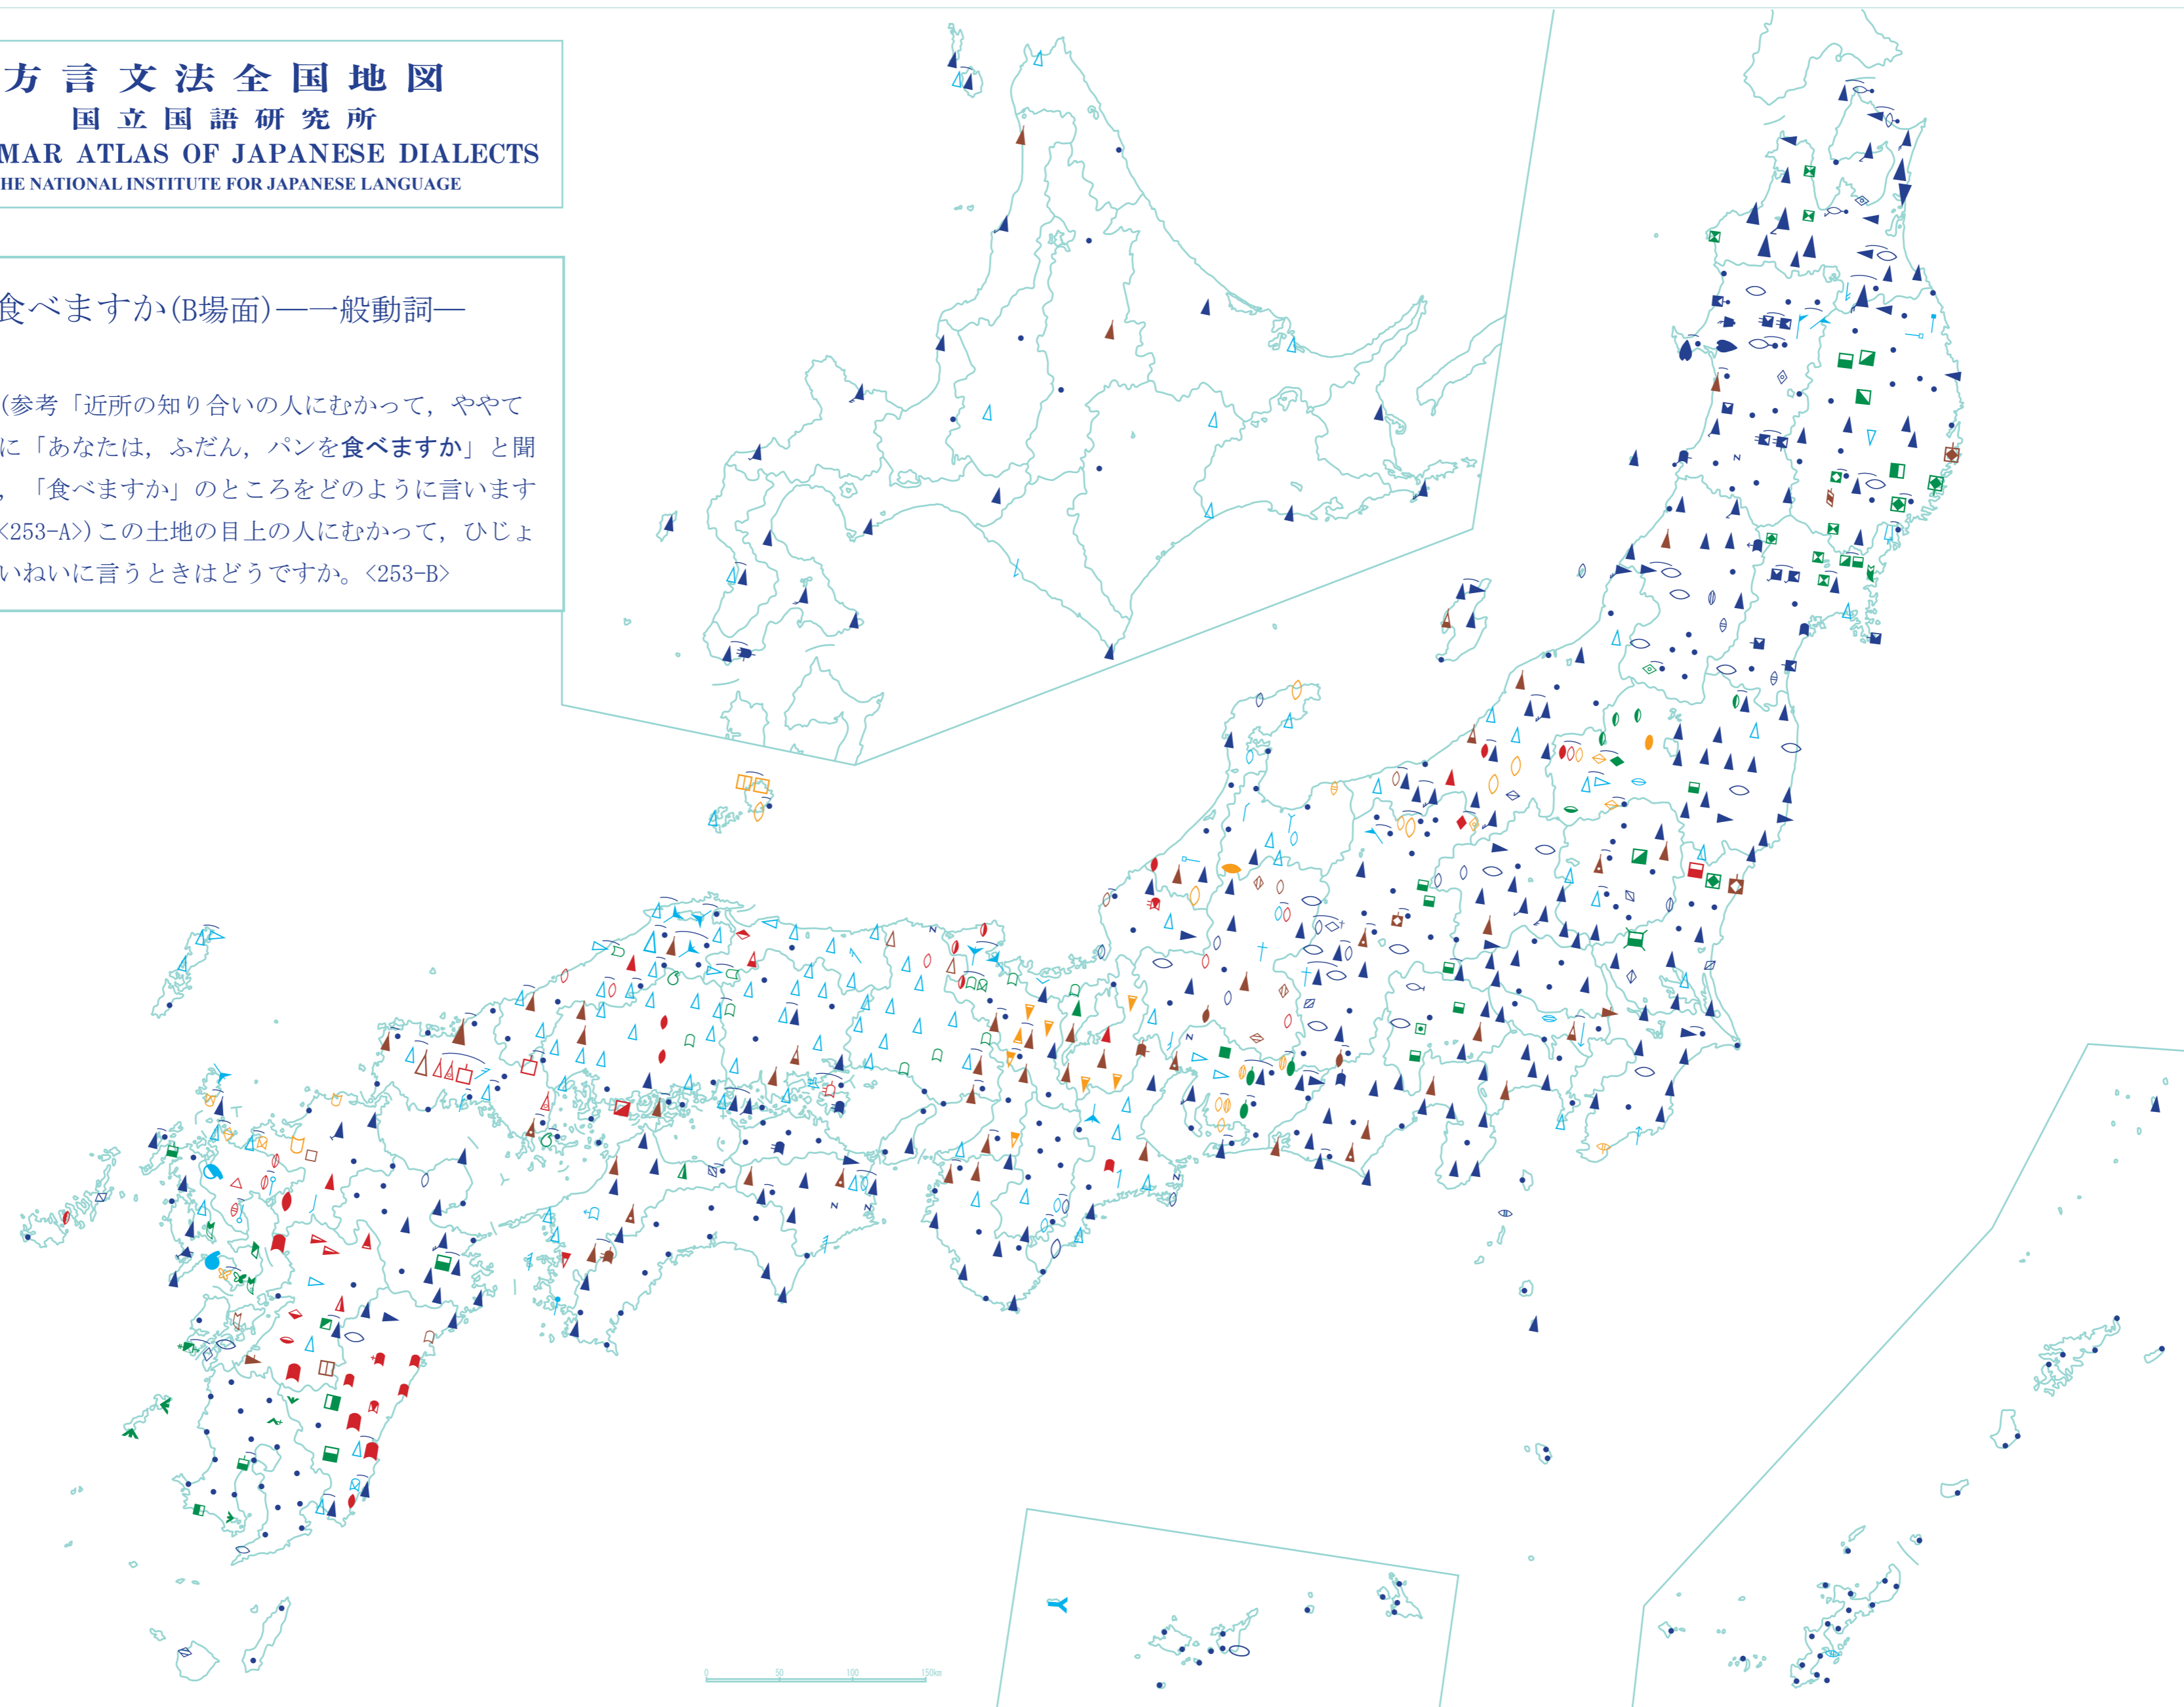 方言文法全国地図
国立国語研究所
MAR ATLAS OF JAPANESE DIALECTS
HE NATIONAL INSTITUTE FOR JAPANESE LANGUAGE
食べますか(B場面)―一般動詞―
(参考「近所の知り合いの人にむかって，ややて
に「あなたは，ふだん，パンを食べますか」と聞
，「食べますか」のところをどのように言います
<253-A>)この土地の目上の人にむかって，ひじょ
いねいに言うときはどうですか。<253-B>
0 50 100 150km